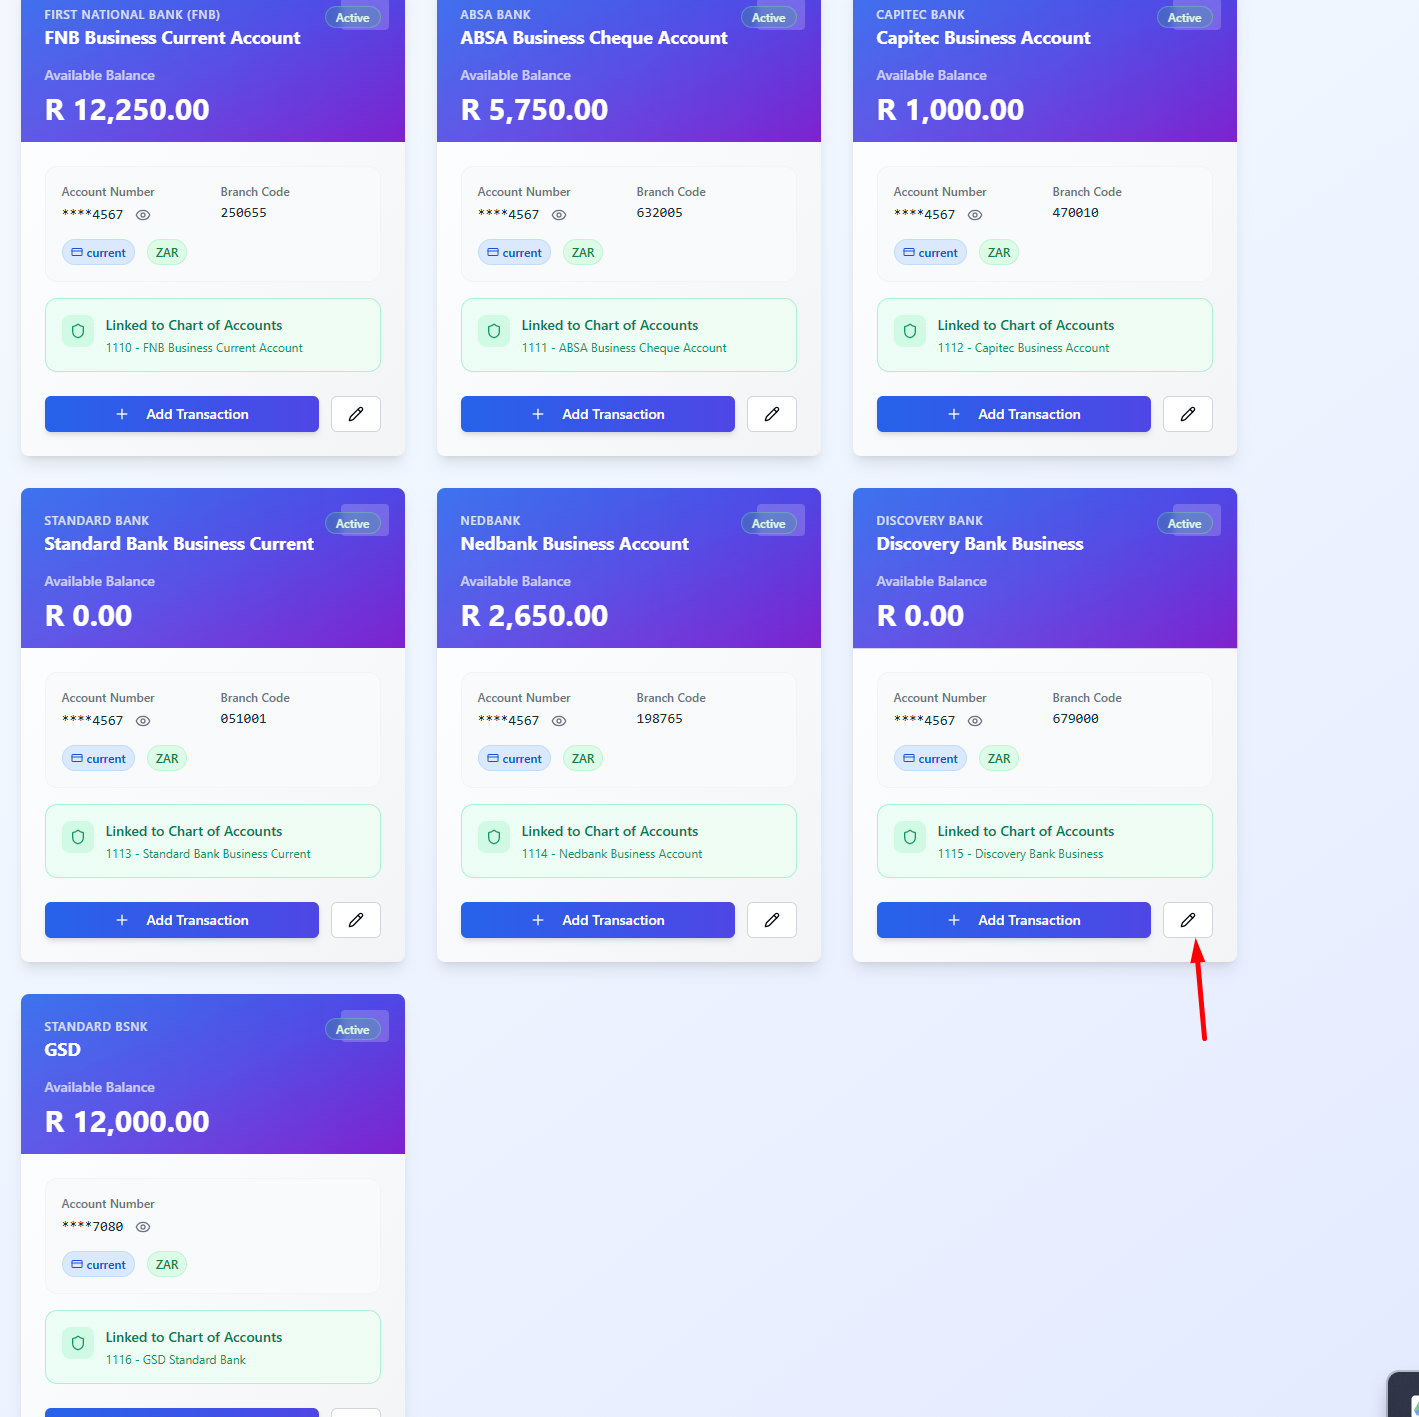 FIRST NATIONAL BANK (FNB)
Active
FNB Business Current Account
Available Balance
R 12,250.00
Account Number
Branch Code
****4567
250655
current
ZAR
Linked to Chart of Accounts
1110 - FNB Business Current Account
Add Transaction
ABSA BANK
Active
ABSA Business Cheque Account
Available Balance
R 5,750.00
Account Number
Branch Code
****4567
632005
current
ZAR
Linked to Chart of Accounts
1111 - ABSA Business Cheque Account
Add Transaction
CAPITEC BANK
Active
Capitec Business Account
Available Balance
R 1,000.00
Account Number
Branch Code
****4567
470010
current
ZAR
Linked to Chart of Accounts
1112 - Capitec Business Account
Add Transaction
STANDARD BANK
Active
Standard Bank Business Current
Available Balance
R 0.00
Account Number
Branch Code
****4567
051001
current
ZAR
Linked to Chart of Accounts
1113 - Standard Bank Business Current
Add Transaction
NEDBANK
Active
Nedbank Business Account
Available Balance
R 2,650.00
Account Number
Branch Code
****4567
198765
current
ZAR
Linked to Chart of Accounts
1114 - Nedbank Business Account
Add Transaction
DISCOVERY BANK
Active
Discovery Bank Business
Available Balance
R 0.00
Account Number
Branch Code
****4567
679000
current
ZAR
Linked to Chart of Accounts
1115 - Discovery Bank Business
Add Transaction
STANDARD BSNK
Active
GSD
Available Balance
R 12,000.00
Account Number
****7080
current
ZAR
Linked to Chart of Accounts
1116 - GSD Standard Bank